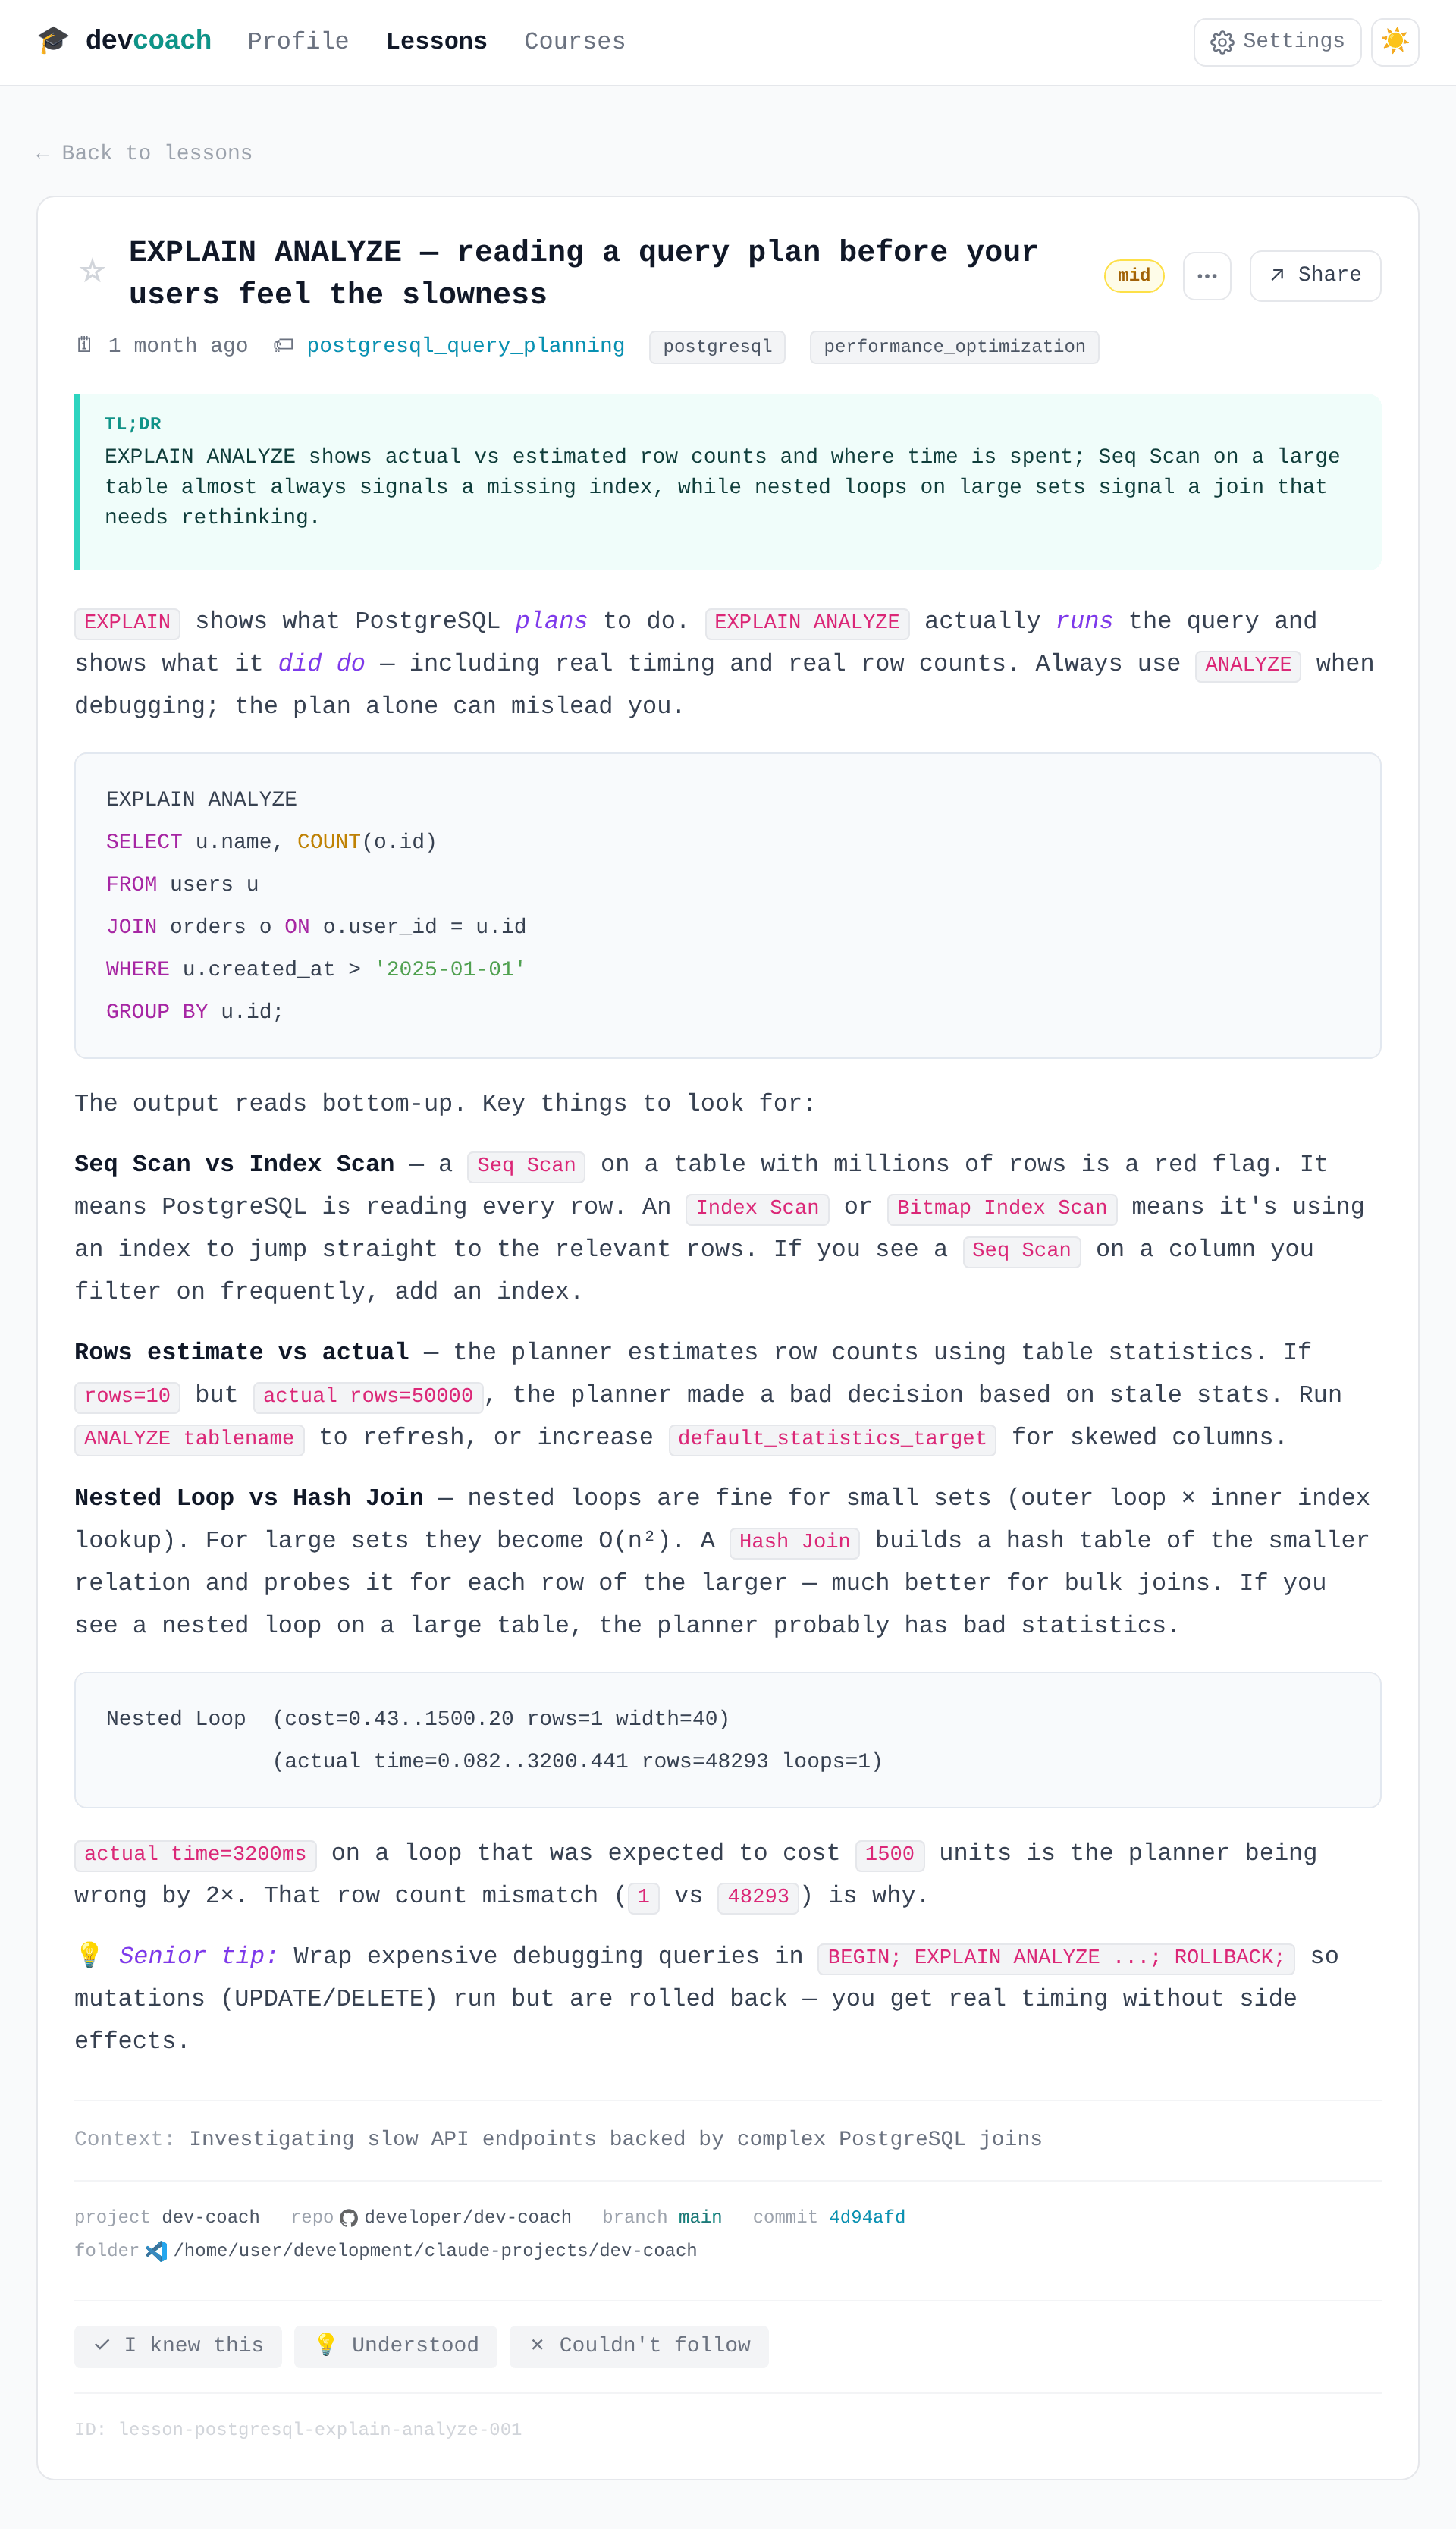 devcoach Profile Lessons Courses Settings
← Back to lessons
EXPLAIN ANALYZE — reading a query plan before your
users feel the slowness
mid
Share
1 month ago postgresql_query_planning postgresql performance_optimization
TL;DR
EXPLAIN ANALYZE shows actual vs estimated row counts and where time is spent; Seq Scan on a large
table almost always signals a missing index, while nested loops on large sets signal a join that
needs rethinking.
EXPLAIN shows what PostgreSQL plans to do. EXPLAIN ANALYZE actually runs the query and
shows what it did do — including real timing and real row counts. Always use ANALYZE when
debugging; the plan alone can mislead you.
EXPLAIN ANALYZE
SELECT u.name, COUNT(o.id)
FROM users u
JOIN orders o ON o.user_id = u.id
WHERE u.created_at > '2025-01-01'
GROUP BY u.id;
The output reads bottom-up. Key things to look for:
Seq Scan vs Index Scan — a Seq Scan on a table with millions of rows is a red flag. It
means PostgreSQL is reading every row. An Index Scan or Bitmap Index Scan means it's using
an index to jump straight to the relevant rows. If you see a Seq Scan on a column you
filter on frequently, add an index.
Rows estimate vs actual — the planner estimates row counts using table statistics. If
rows=10 but actual rows=50000, the planner made a bad decision based on stale stats. Run
ANALYZE tablename to refresh, or increase default_statistics_target for skewed columns.
Nested Loop vs Hash Join — nested loops are fine for small sets (outer loop × inner index
lookup). For large sets they become O(n²). A Hash Join builds a hash table of the smaller
relation and probes it for each row of the larger — much better for bulk joins. If you
see a nested loop on a large table, the planner probably has bad statistics.
Nested Loop  (cost=0.43..1500.20 rows=1 width=40)
(actual time=0.082..3200.441 rows=48293 loops=1)
actual time=3200ms on a loop that was expected to cost 1500 units is the planner being
wrong by 2×. That row count mismatch (1 vs 48293) is why.
💡 Senior tip: Wrap expensive debugging queries in BEGIN; EXPLAIN ANALYZE ...; ROLLBACK; so
mutations (UPDATE/DELETE) run but are rolled back — you get real timing without side
effects.
Context: Investigating slow API endpoints backed by complex PostgreSQL joins
project dev-coach repo developer/dev-coach branch main commit 4d94afd
folder /home/user/development/claude-projects/dev-coach
✓ I knew this 💡 Understood ✕ Couldn't follow
ID: lesson-postgresql-explain-analyze-001